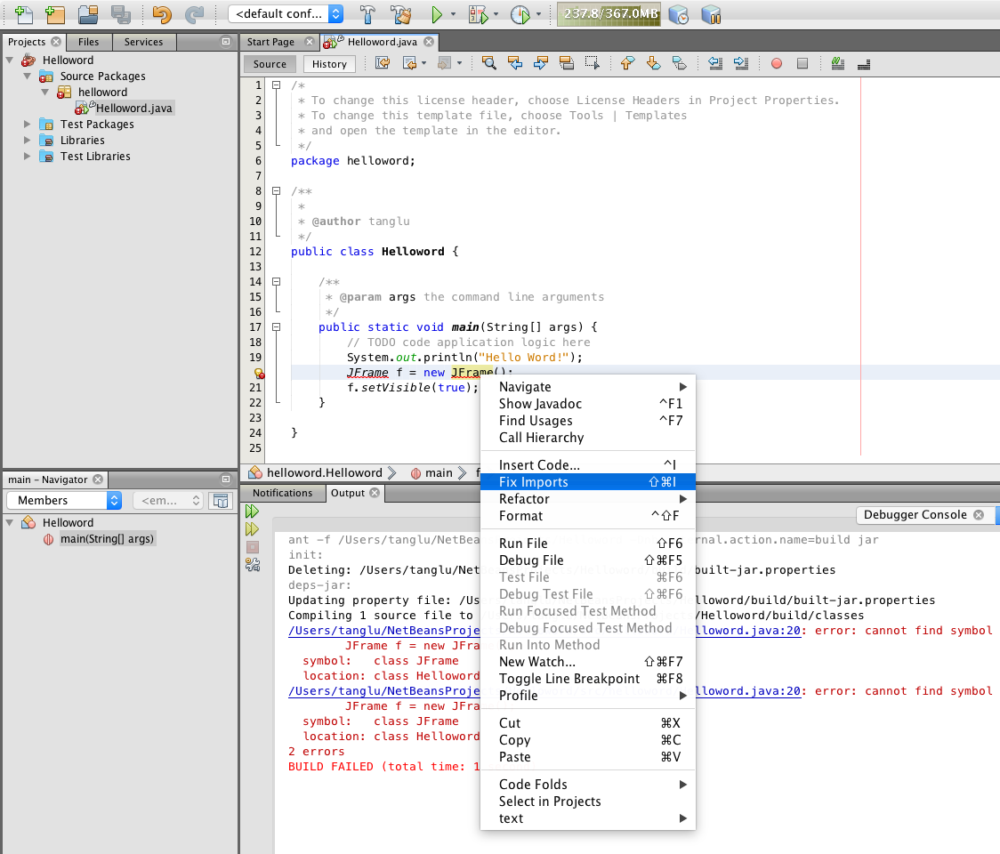 <default conf...
237.8/367.0MB
Projects
Files
Services
Helloword
Source Packages
helloword
Helloword.java
Test Packages
Libraries
Test Libraries
Start Page
Helloword.java
Source
History
1 /*
2 * To change this license header, choose License Headers in Project Properties.
3 * To change this template file, choose Tools | Templates
4 * and open the template in the editor.
5 */
6 package helloword;
7
8 /**
9 *
10 * @author tanglu
11 */
12 public class Helloword {
13
14 /**
15 * @param args the command line arguments
16 */
17 public static void main(String[] args) {
18 // TODO code application logic here
19 System.out.println("Hello Word!");
JFrame f = new JFrame();
21 f.setVisible(true);
22 }
23
24 }
25
helloword.Helloword
main
main - Navigator
Members
<em...
Helloword
main(String[] args)
Notifications
Output
Debugger Console
ant -f /Users/tanglu/NetB
rnal.action.name=build jar
init:
Deleting: /Users/tanglu/Ne
built-jar.properties
deps-jar:
Updating property file: /Us
elloword/build/built-jar.properties
Compiling 1 source file to
/Helloword/build/classes
/Users/tanglu/NetBeansProje
lloword.java:20: error: cannot find symbol
JFrame f = new JFra
symbol: class JFrame
location: class Helloword
/Users/tanglu/NetBeansProje
lloword.java:20: error: cannot find symbol
JFrame f = new JFra
symbol: class JFrame
location: class Helloword
2 errors
BUILD FAILED (total time: 1
Navigate
Show Javadoc ^F1
Find Usages ^F7
Call Hierarchy
Insert Code... ^I
Fix Imports ⇧⌘I
Refactor
Format ^⇧F
Run File ⇧F6
Debug File ⇧⌘F5
Test File ⌘F6
Debug Test File ⇧⌘F6
Run Focused Test Method
Debug Focused Test Method
Run Into Method
New Watch... ⇧⌘F7
Toggle Line Breakpoint ⌘F8
Profile
Cut ⌘X
Copy ⌘C
Paste ⌘V
Code Folds
Select in Projects
text